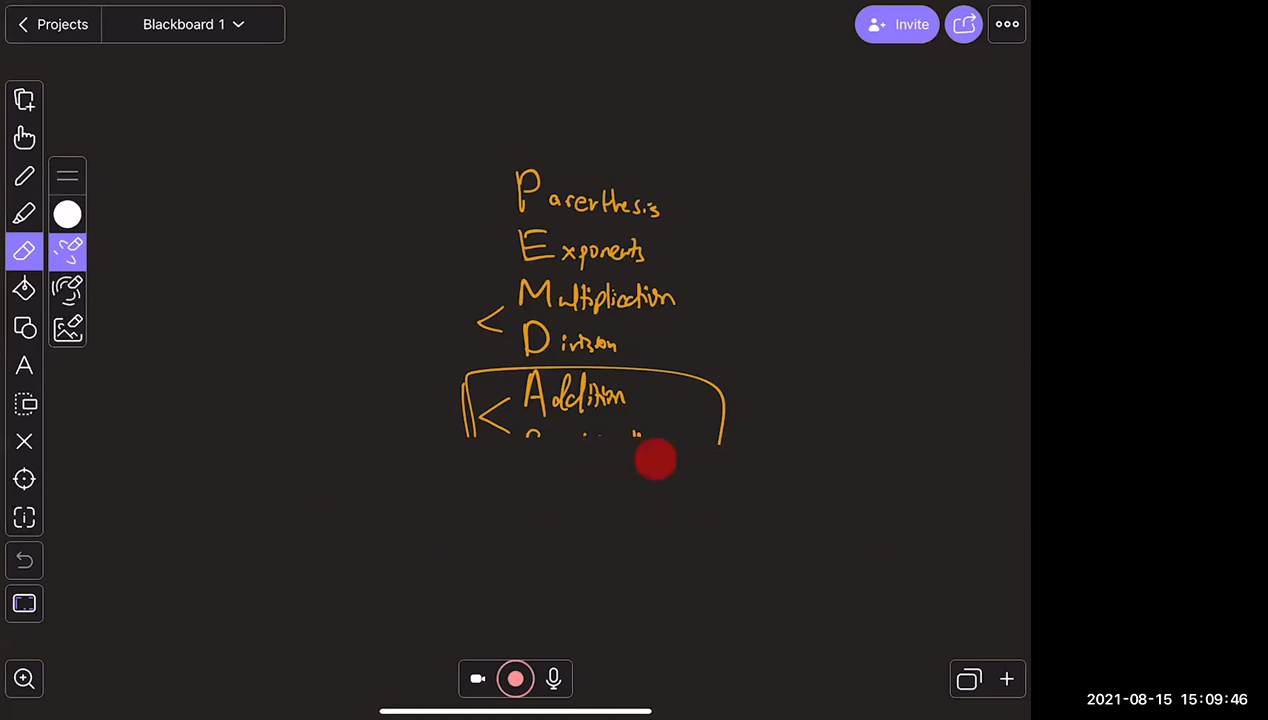 Projects
Blackboard 1
Invite
Parenthesis
Exponents
Multiplication
< Division
< Addition
A
2021-08-15 15:09:46